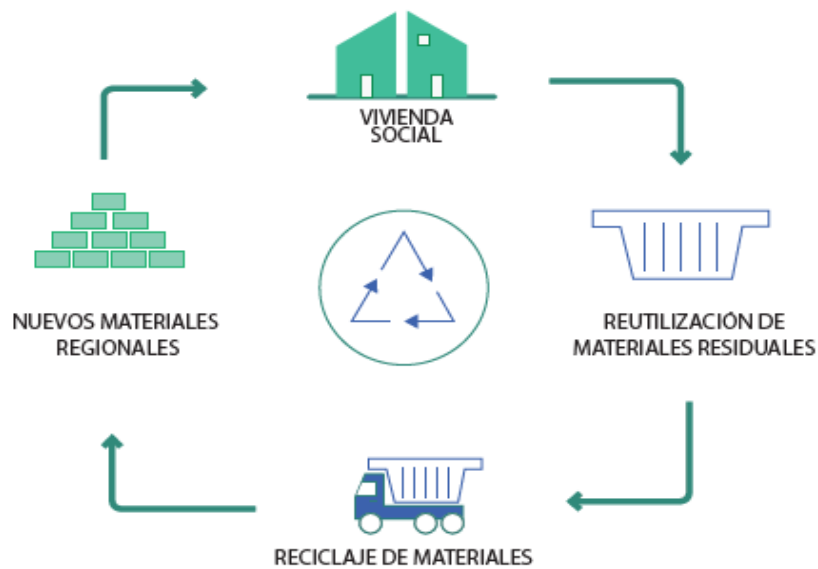 VIVIENDA
SOCIAL
NUEVOS MATERIALES
REGIONALES
REUTILIZACIÓN DE
MATERIALES RESIDUALES
RECICLAJE DE MATERIALES